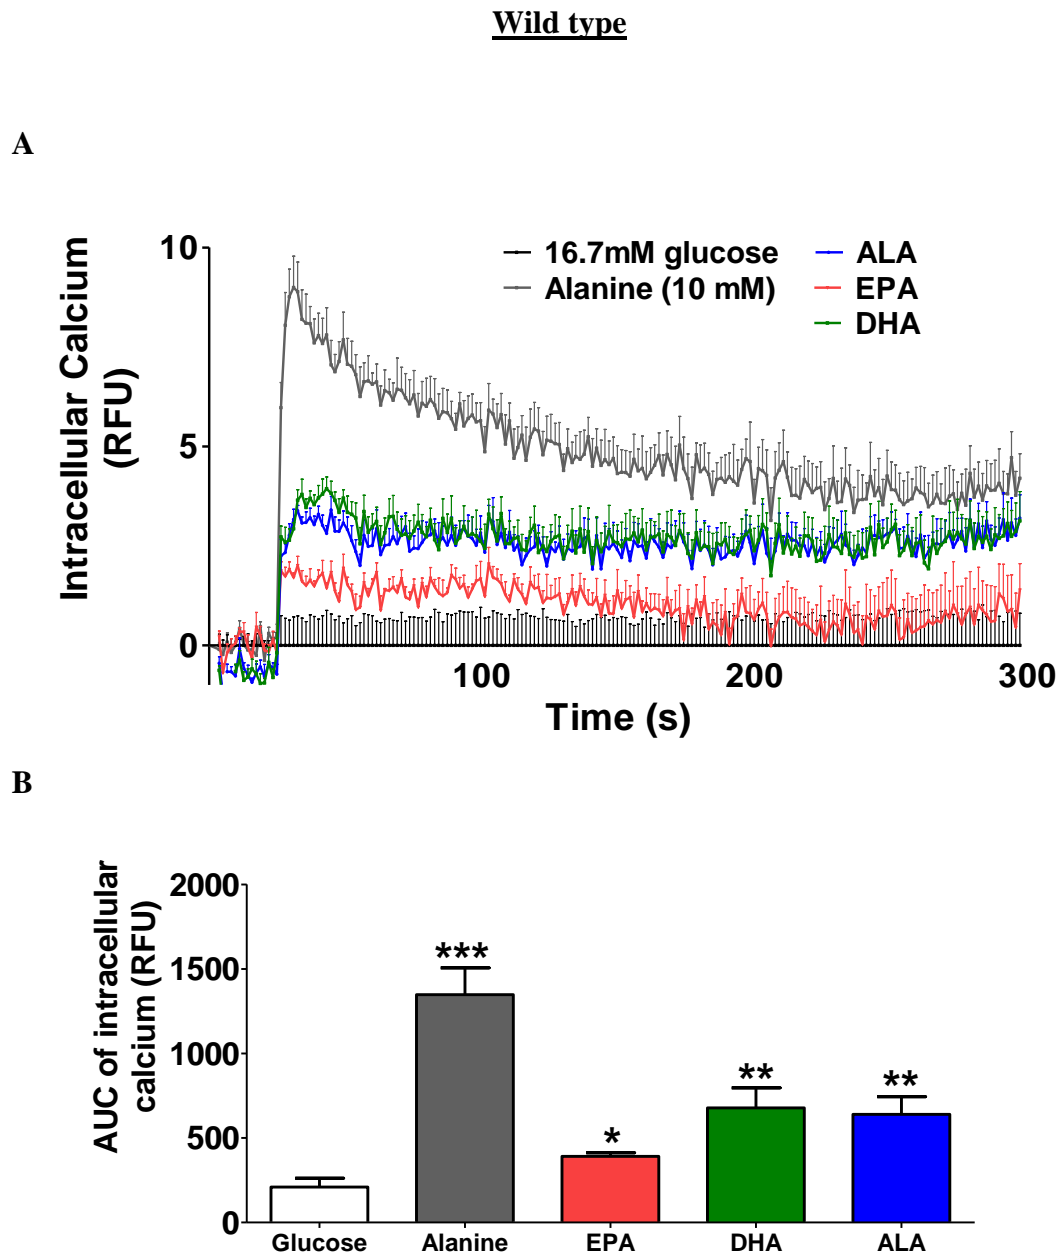 Wild type
A
Intracellular Calcium
(RFU)
10
5
0
16.7mM glucose
Alanine (10 mM)
ALA
EPA
DHA
100
200
300
Time (s)
B
AUC of intracellular
calcium (RFU)
2000
1500
1000
500
0
***
*
**
**
Glucose
Alanine
EPA
DHA
ALA